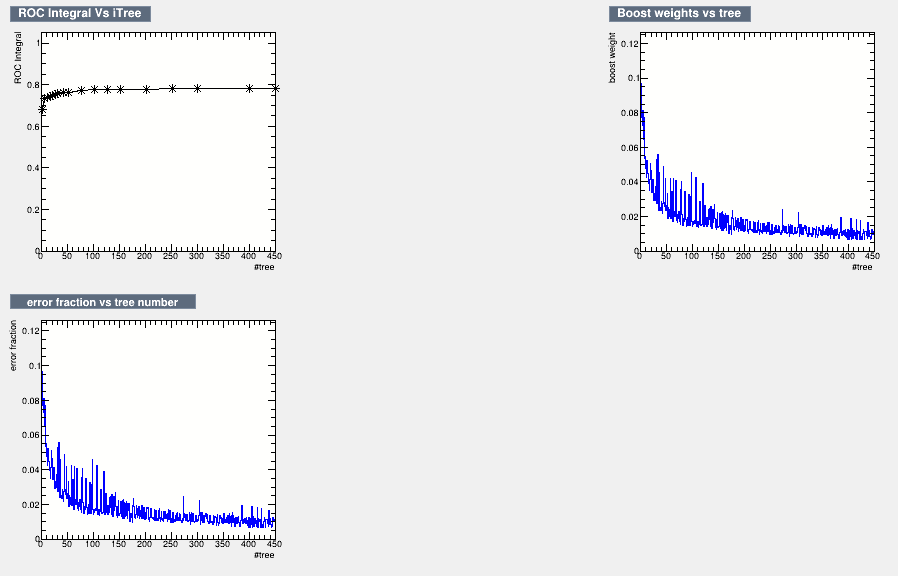 ROC Integral Vs iTree
ROC Integral
1
0.8
0.6
0.4
0.2
0
0 50 100 150 200 250 300 350 400 450
#tree
Boost weights vs tree
boost weight
0.12
0.1
0.08
0.06
0.04
0.02
0
0 50 100 150 200 250 300 350 400 450
#tree
error fraction vs tree number
error fraction
0.12
0.1
0.08
0.06
0.04
0.02
0
0 50 100 150 200 250 300 350 400 450
#tree